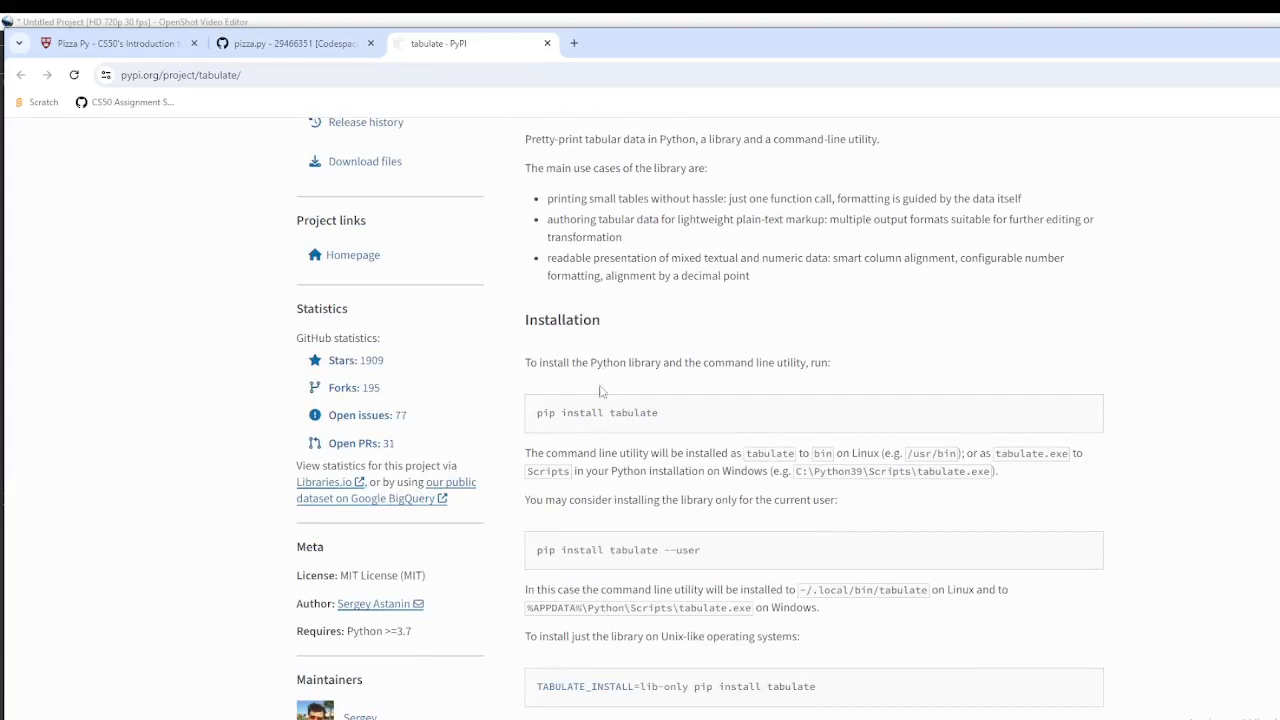 * Untitled Project [HD 720p 30 fps] - OpenShot Video Editor
Pizza Py - CS50's Introduction
pizza.py - 29466351 [Codespac
tabulate · PyPI
pypi.org/project/tabulate/
Scratch
CS50 Assignment S...
Release history
Download files
Project links
Homepage
Statistics
GitHub statistics:
Stars: 1909
Forks: 195
Open issues: 77
Open PRs: 31
View statistics for this project via
Libraries.io, or by using our public
dataset on Google BigQuery
Meta
License: MIT License (MIT)
Author: Sergey Astanin
Requires: Python >=3.7
Maintainers
Sergey
Pretty-print tabular data in Python, a library and a command-line utility.
The main use cases of the library are:
• printing small tables without hassle: just one function call, formatting is guided by the data itself
• authoring tabular data for lightweight plain-text markup: multiple output formats suitable for further editing or
transformation
• readable presentation of mixed textual and numeric data: smart column alignment, configurable number
formatting, alignment by a decimal point
Installation
To install the Python library and the command line utility, run:
pip install tabulate
The command line utility will be installed as tabulate to bin on Linux (e.g. /usr/bin); or as tabulate.exe to
Scripts in your Python installation on Windows (e.g. C:\Python39\Scripts\tabulate.exe).
You may consider installing the library only for the current user:
pip install tabulate --user
In this case the command line utility will be installed to ~/.local/bin/tabulate on Linux and to
%APPDATA%\Python\Scripts\tabulate.exe on Windows.
To install just the library on Unix-like operating systems:
TABULATE_INSTALL=lib-only pip install tabulate